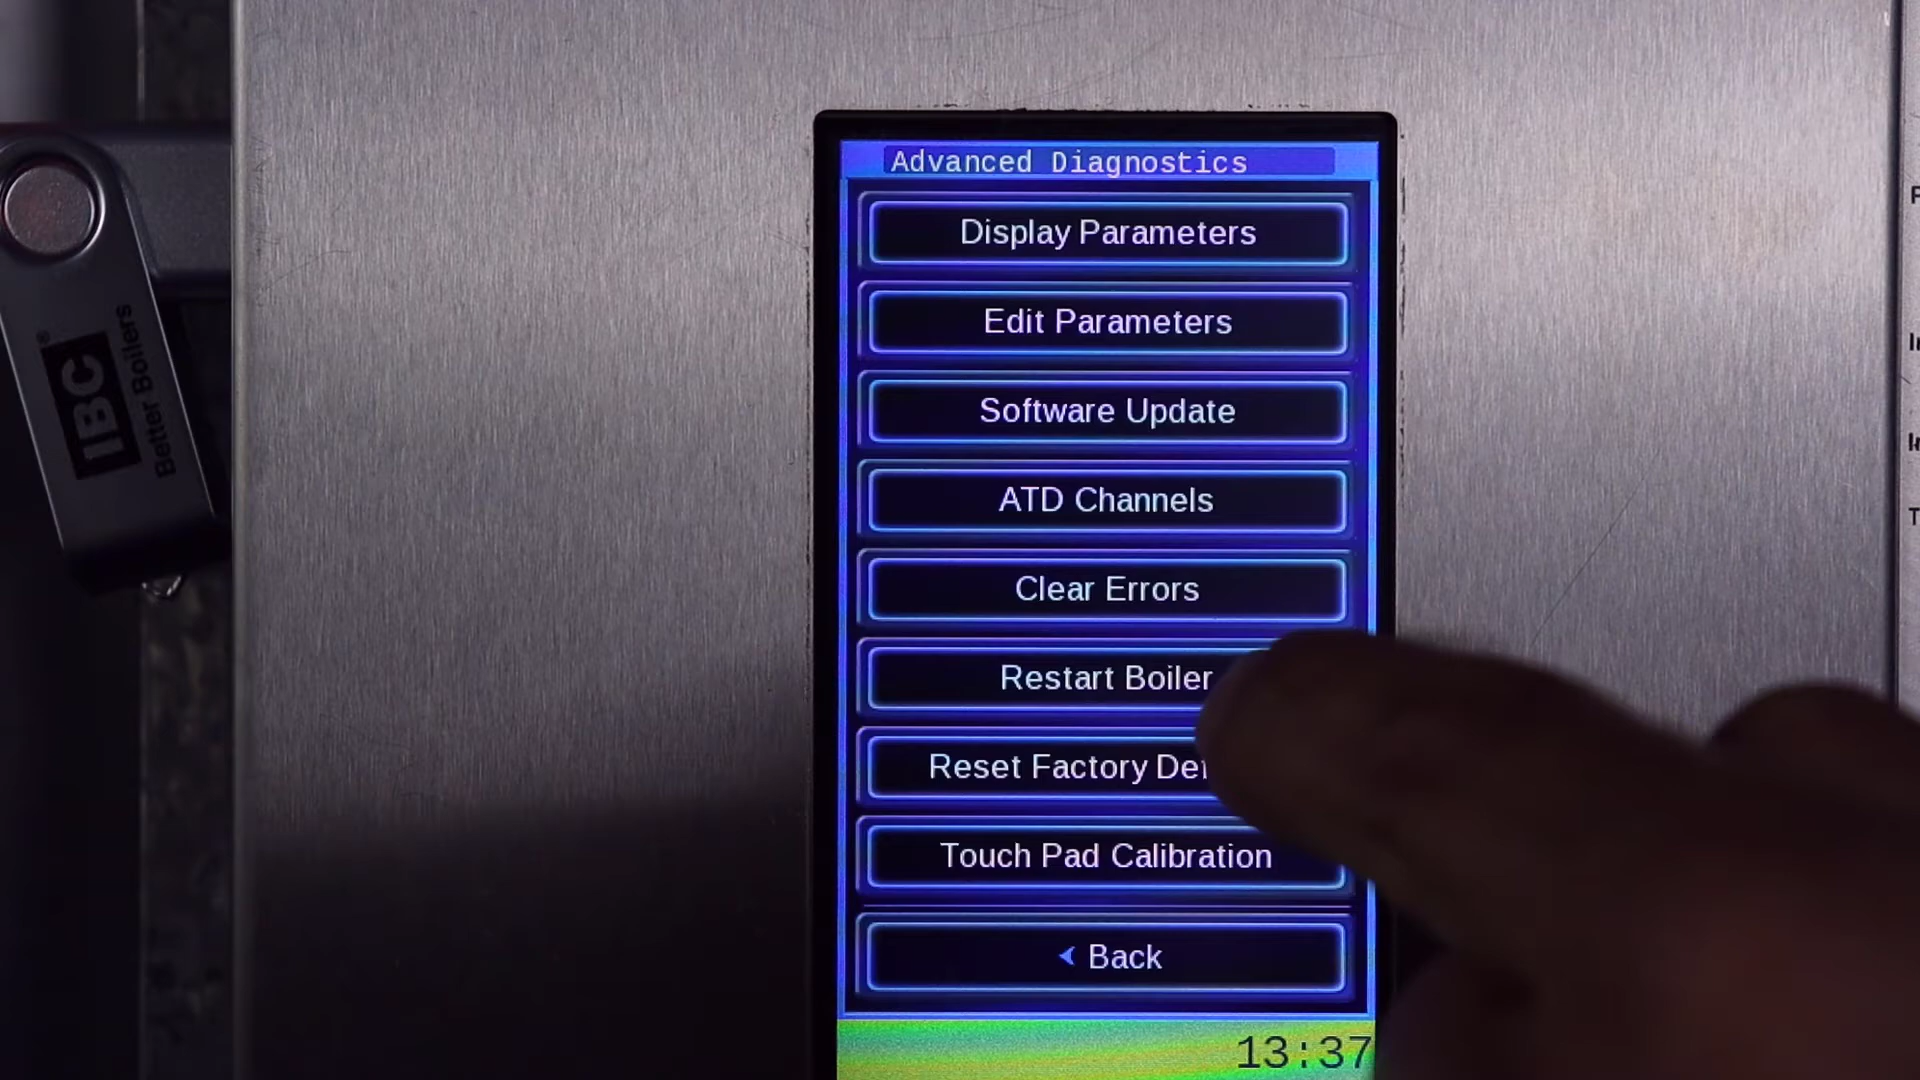 Advanced Diagnostics
Display Parameters
Edit Parameters
Software Update
ATD Channels
Clear Errors
Restart Boiler
Reset Factory
Touch Pad Calibration
Back
13:37
IBC®
Better Boilers